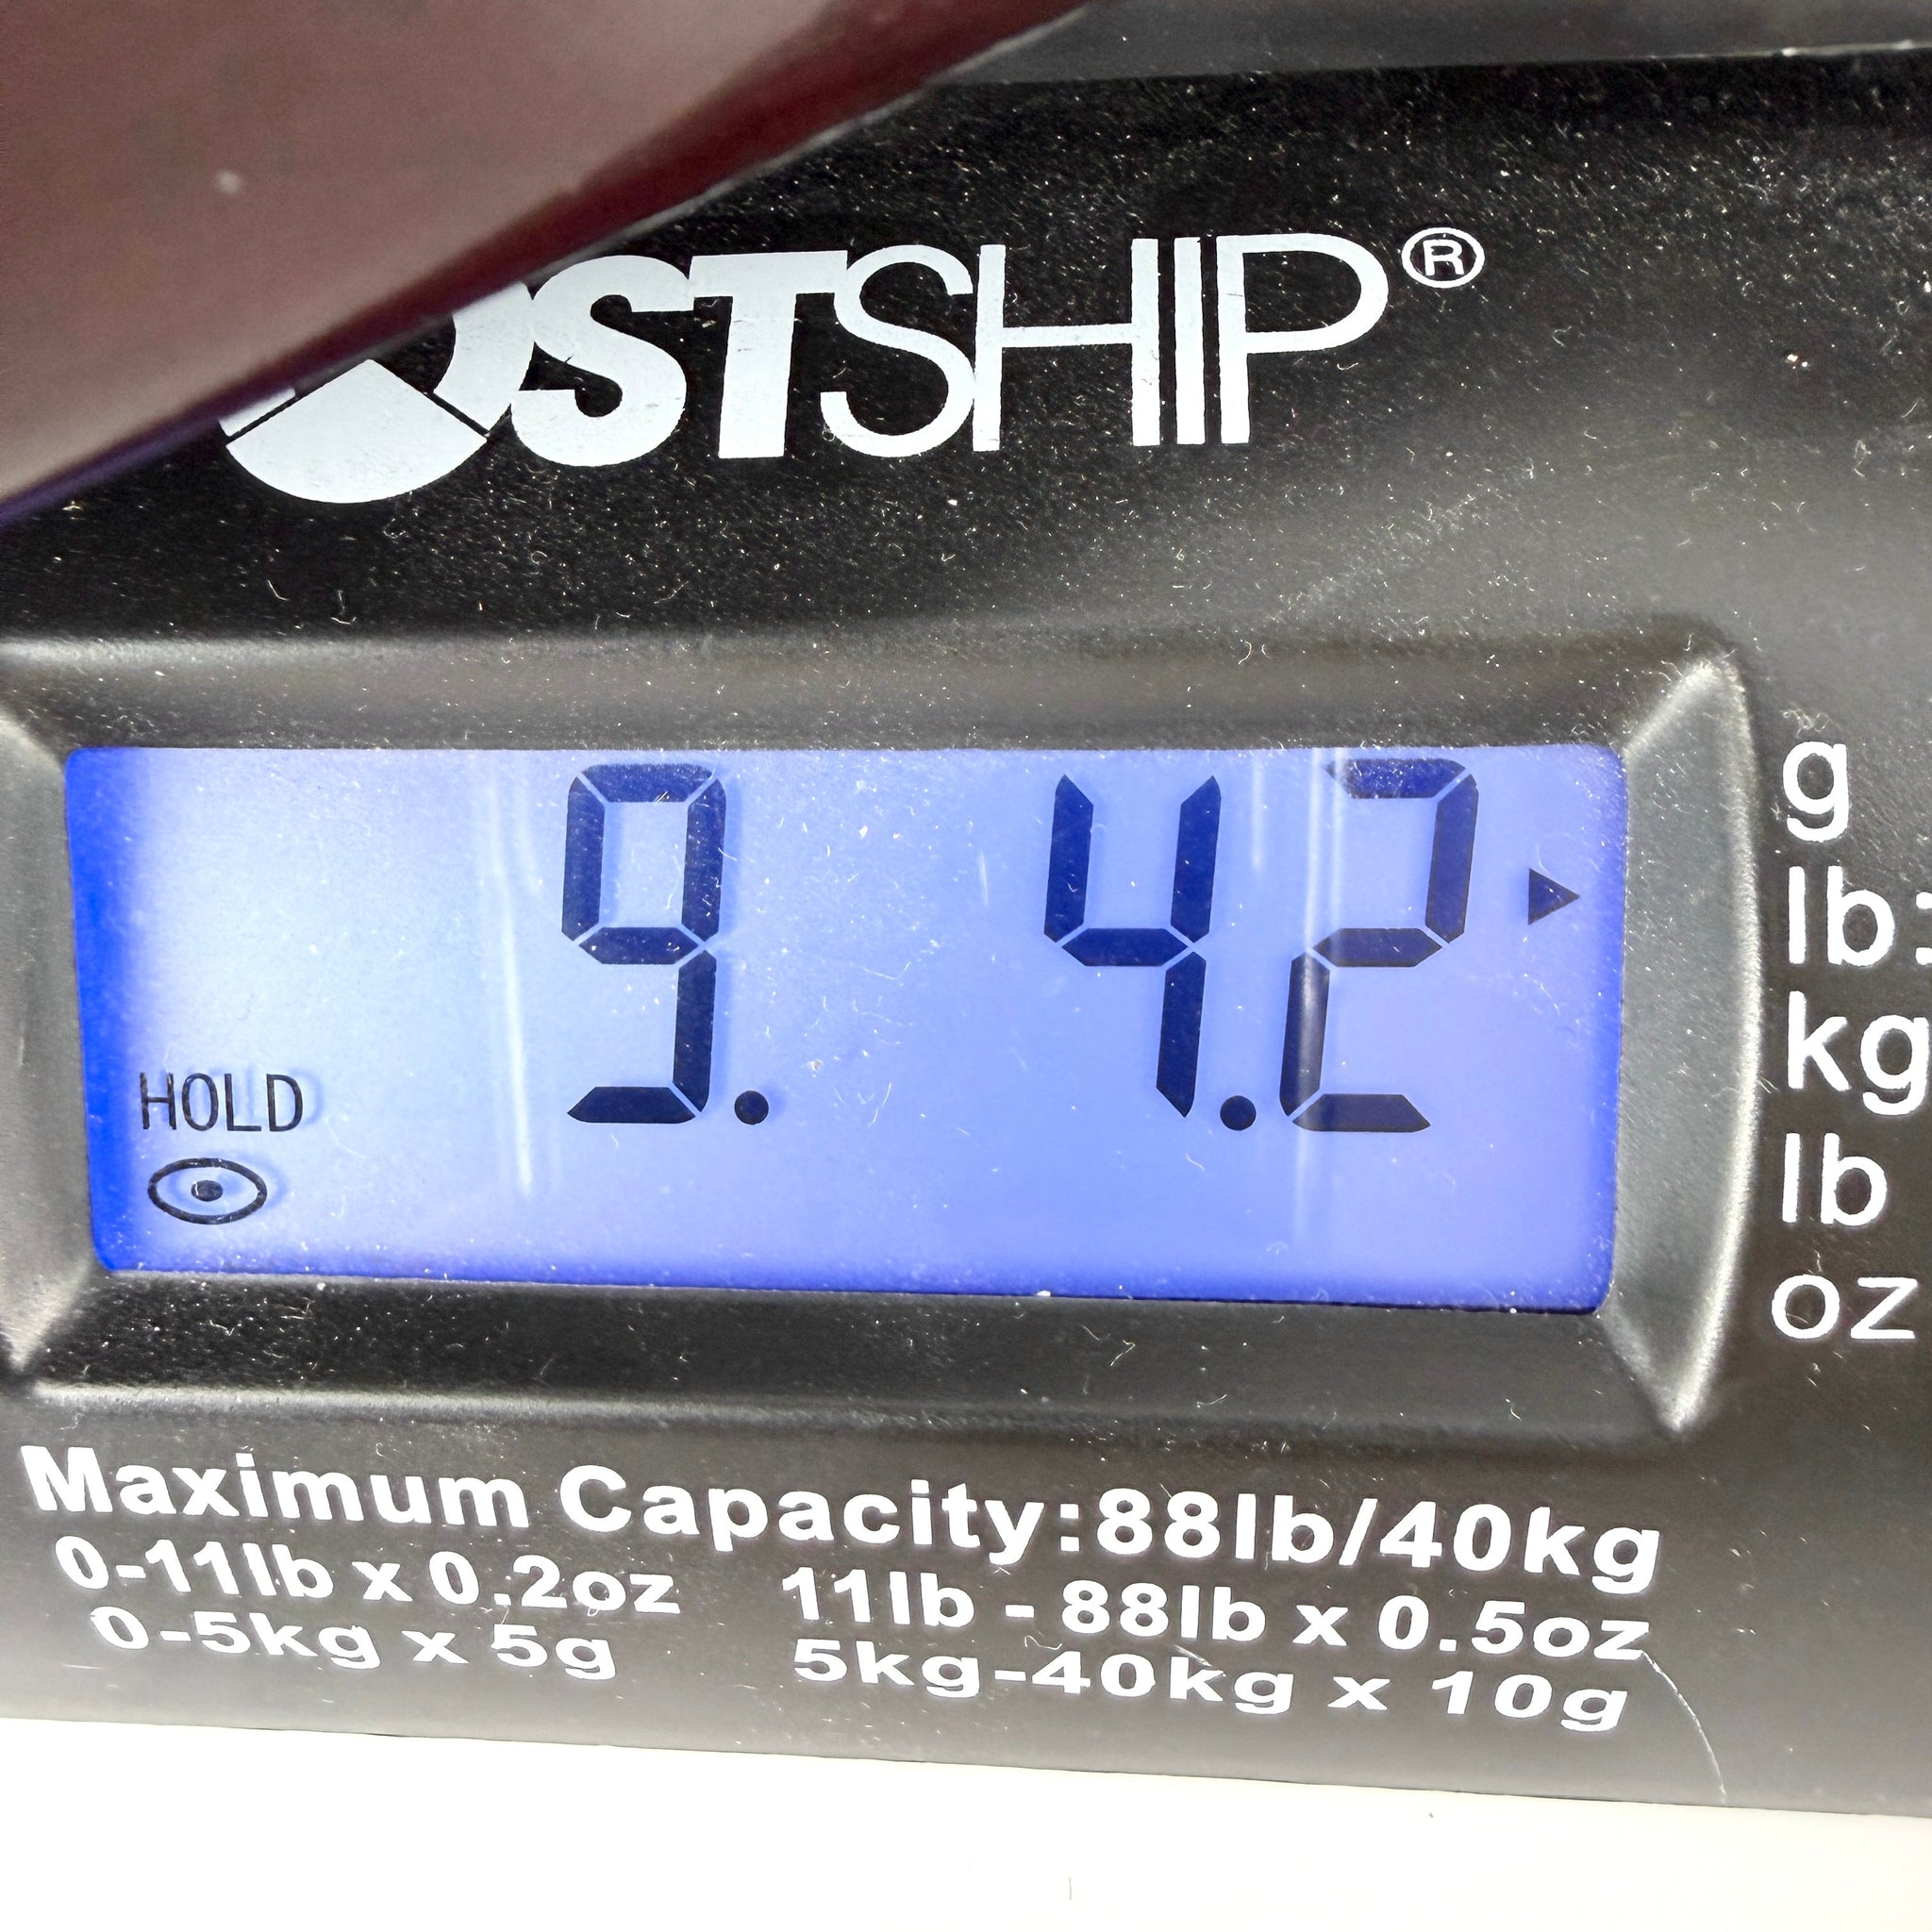 OSTSHIP®
9. 4.2
HOLD
g
lb:
kg
lb
oz
Maximum Capacity:88lb/40kg
0-11lb x 0.2oz 11lb - 88lb x 0.5oz
0-5kg x 5g 5kg-40kg x 10g